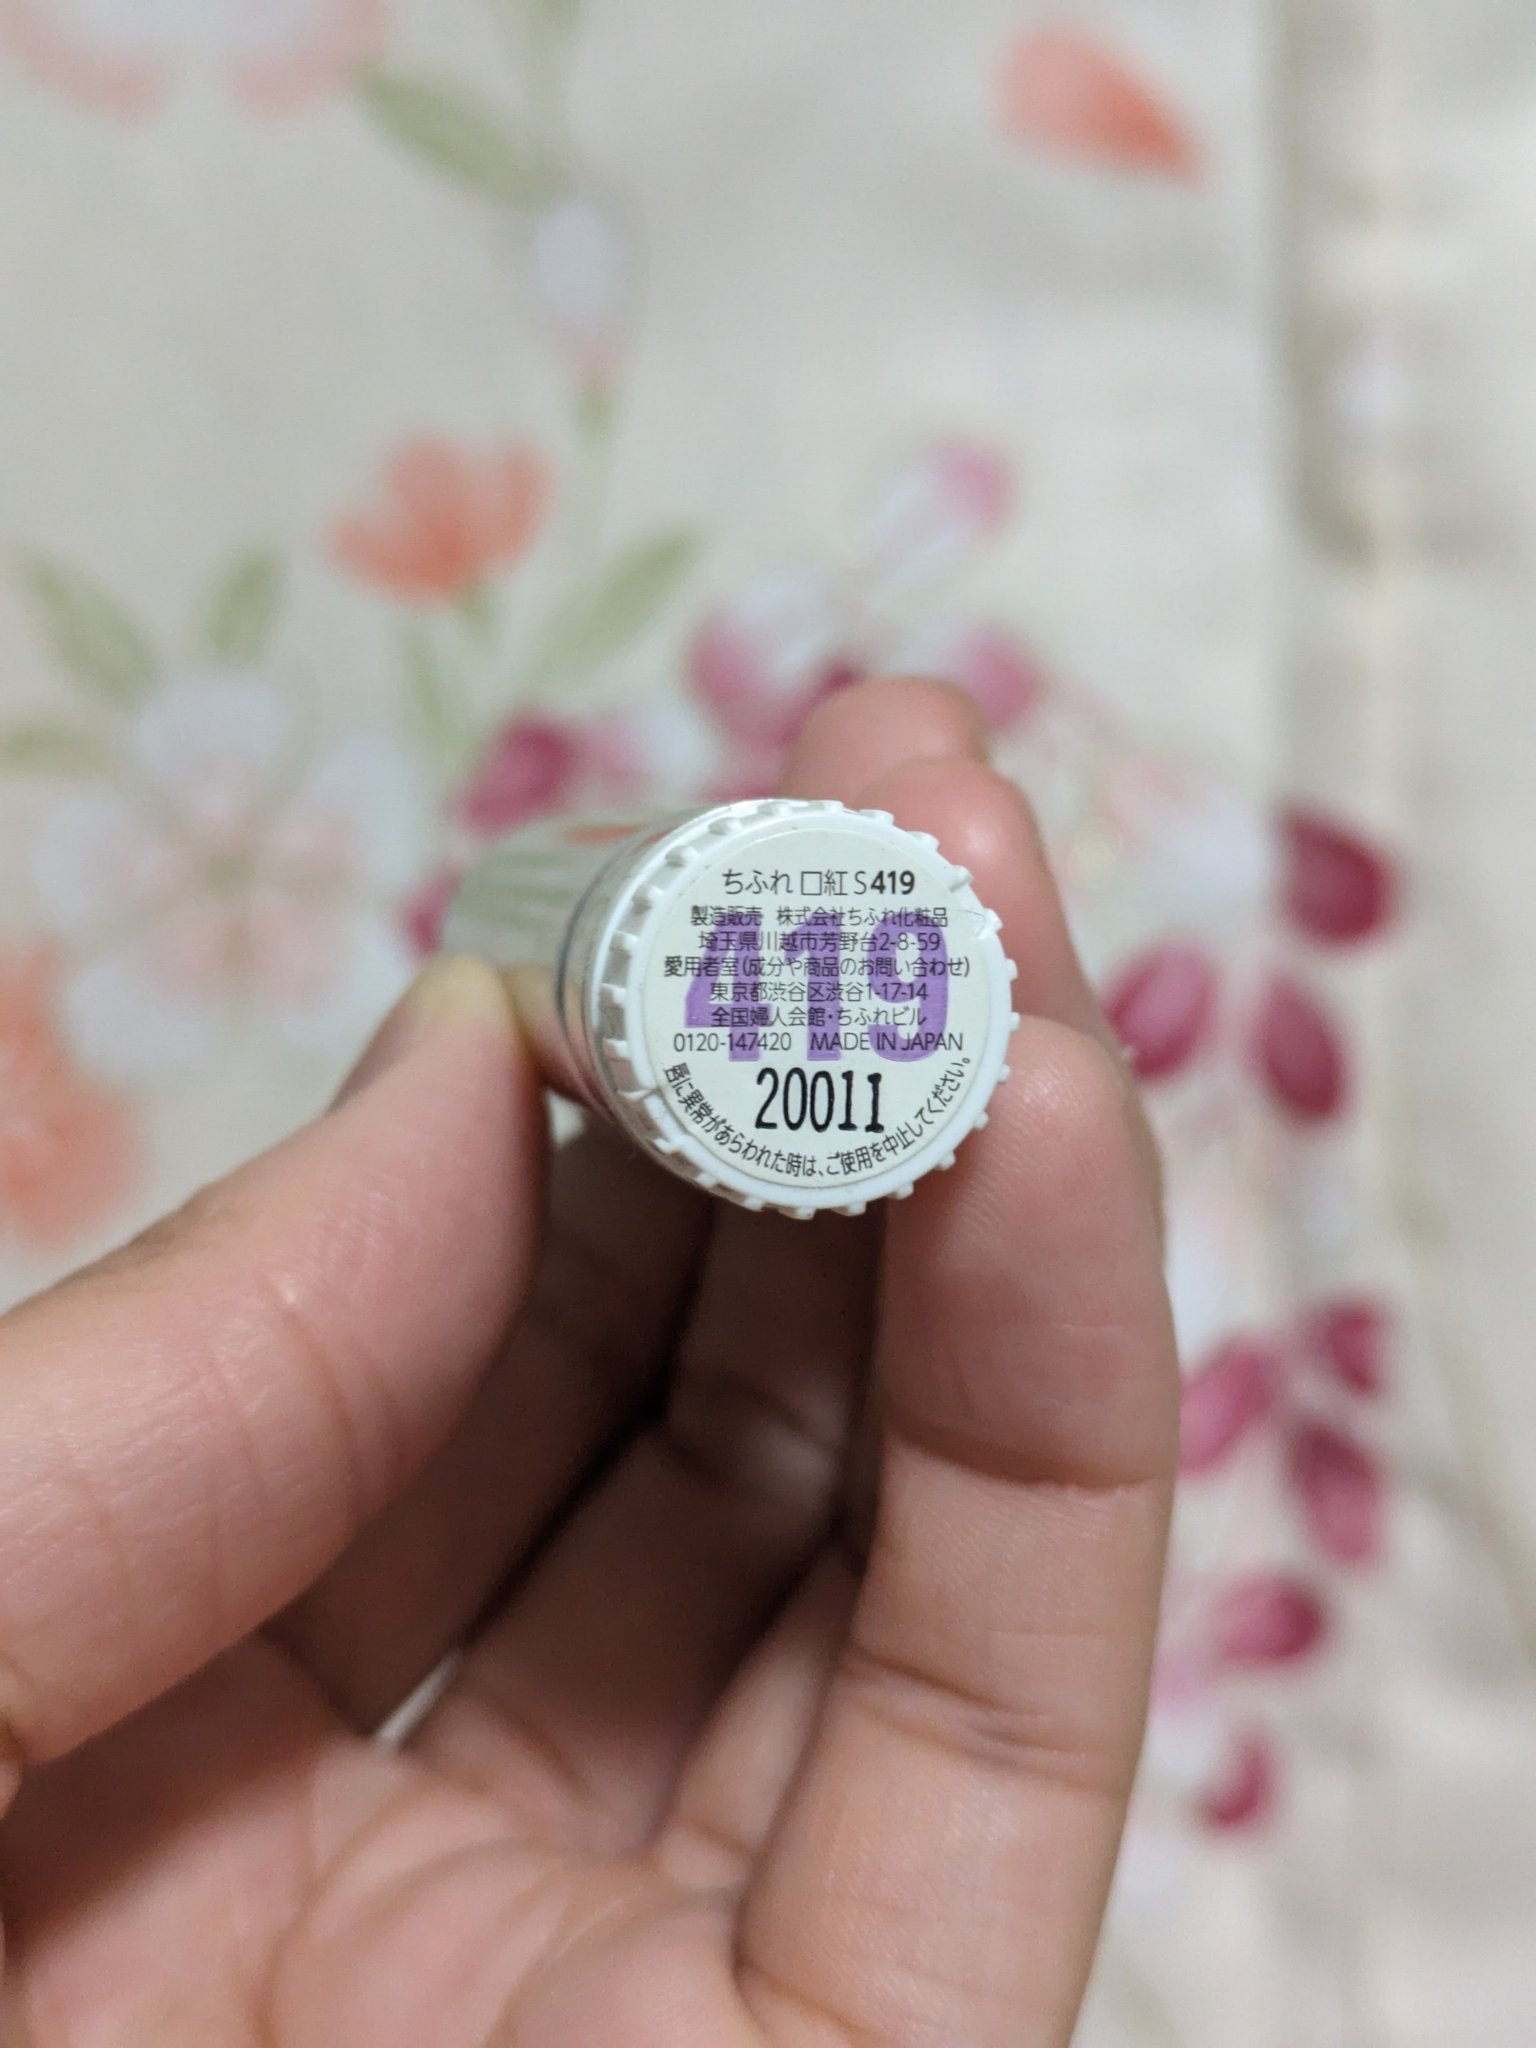 ちふれ 口紅 S 419
419
製造販売 株式会社ちふれ化粧品
埼玉県川越市芳野台2-8-59
愛用者室(成分や商品のお問い合わせ)
東京都渋谷区渋谷1-17-14
全国婦人会館・ちふれビル
0120-147420 MADE IN JAPAN
20011
唇に異常があらわれた時は、ご使用を中止してください。